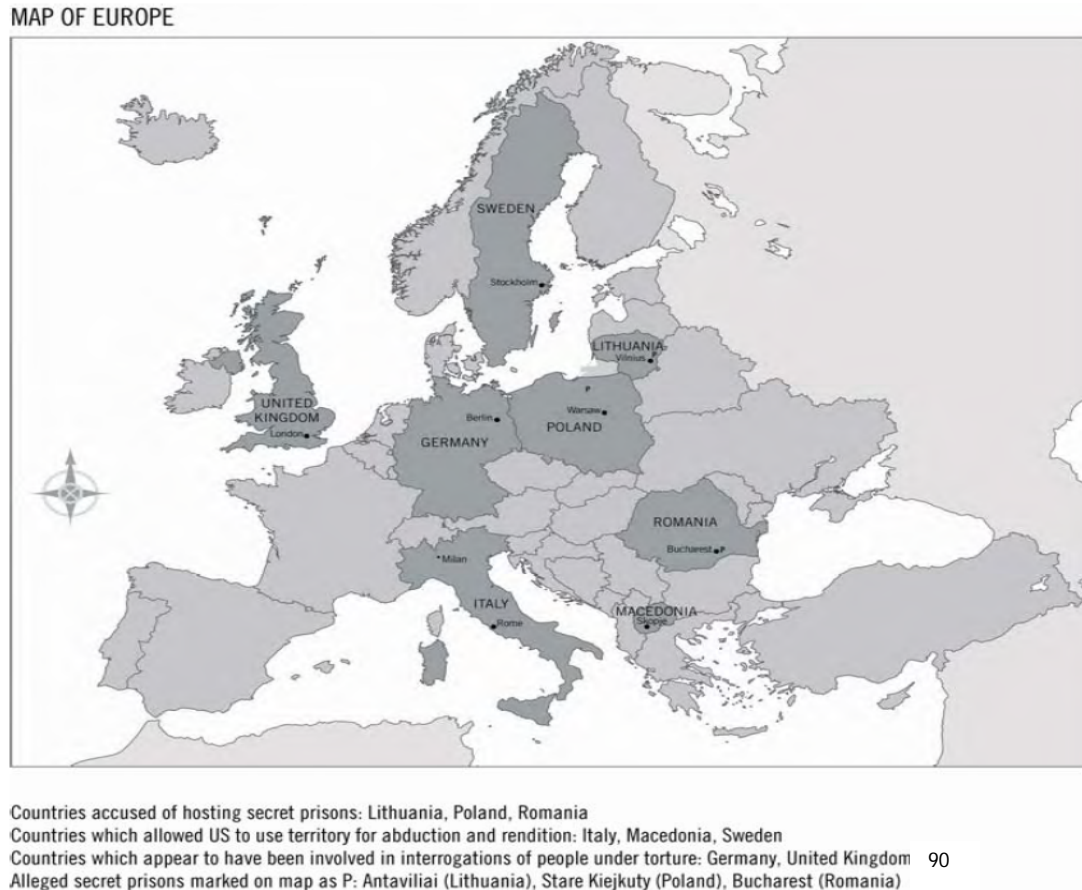 MAP OF EUROPE
SWEDEN
Stockholm
LITHUANIA
P
Vilnius
UNITED
KINGDOM
London
P
Berlin
Warsaw
GERMANY
POLAND
ROMANIA
Bucharest P
Milan
ITALY
Rome
MACEDONIA
Skopje
Countries accused of hosting secret prisons: Lithuania, Poland, Romania
Countries which allowed US to use territory for abduction and rendition: Italy, Macedonia, Sweden
Countries which appear to have been involved in interrogations of people under torture: Germany, United Kingdom 90
Alleged secret prisons marked on map as P: Antaviliai (Lithuania), Stare Kiejkuty (Poland), Bucharest (Romania)